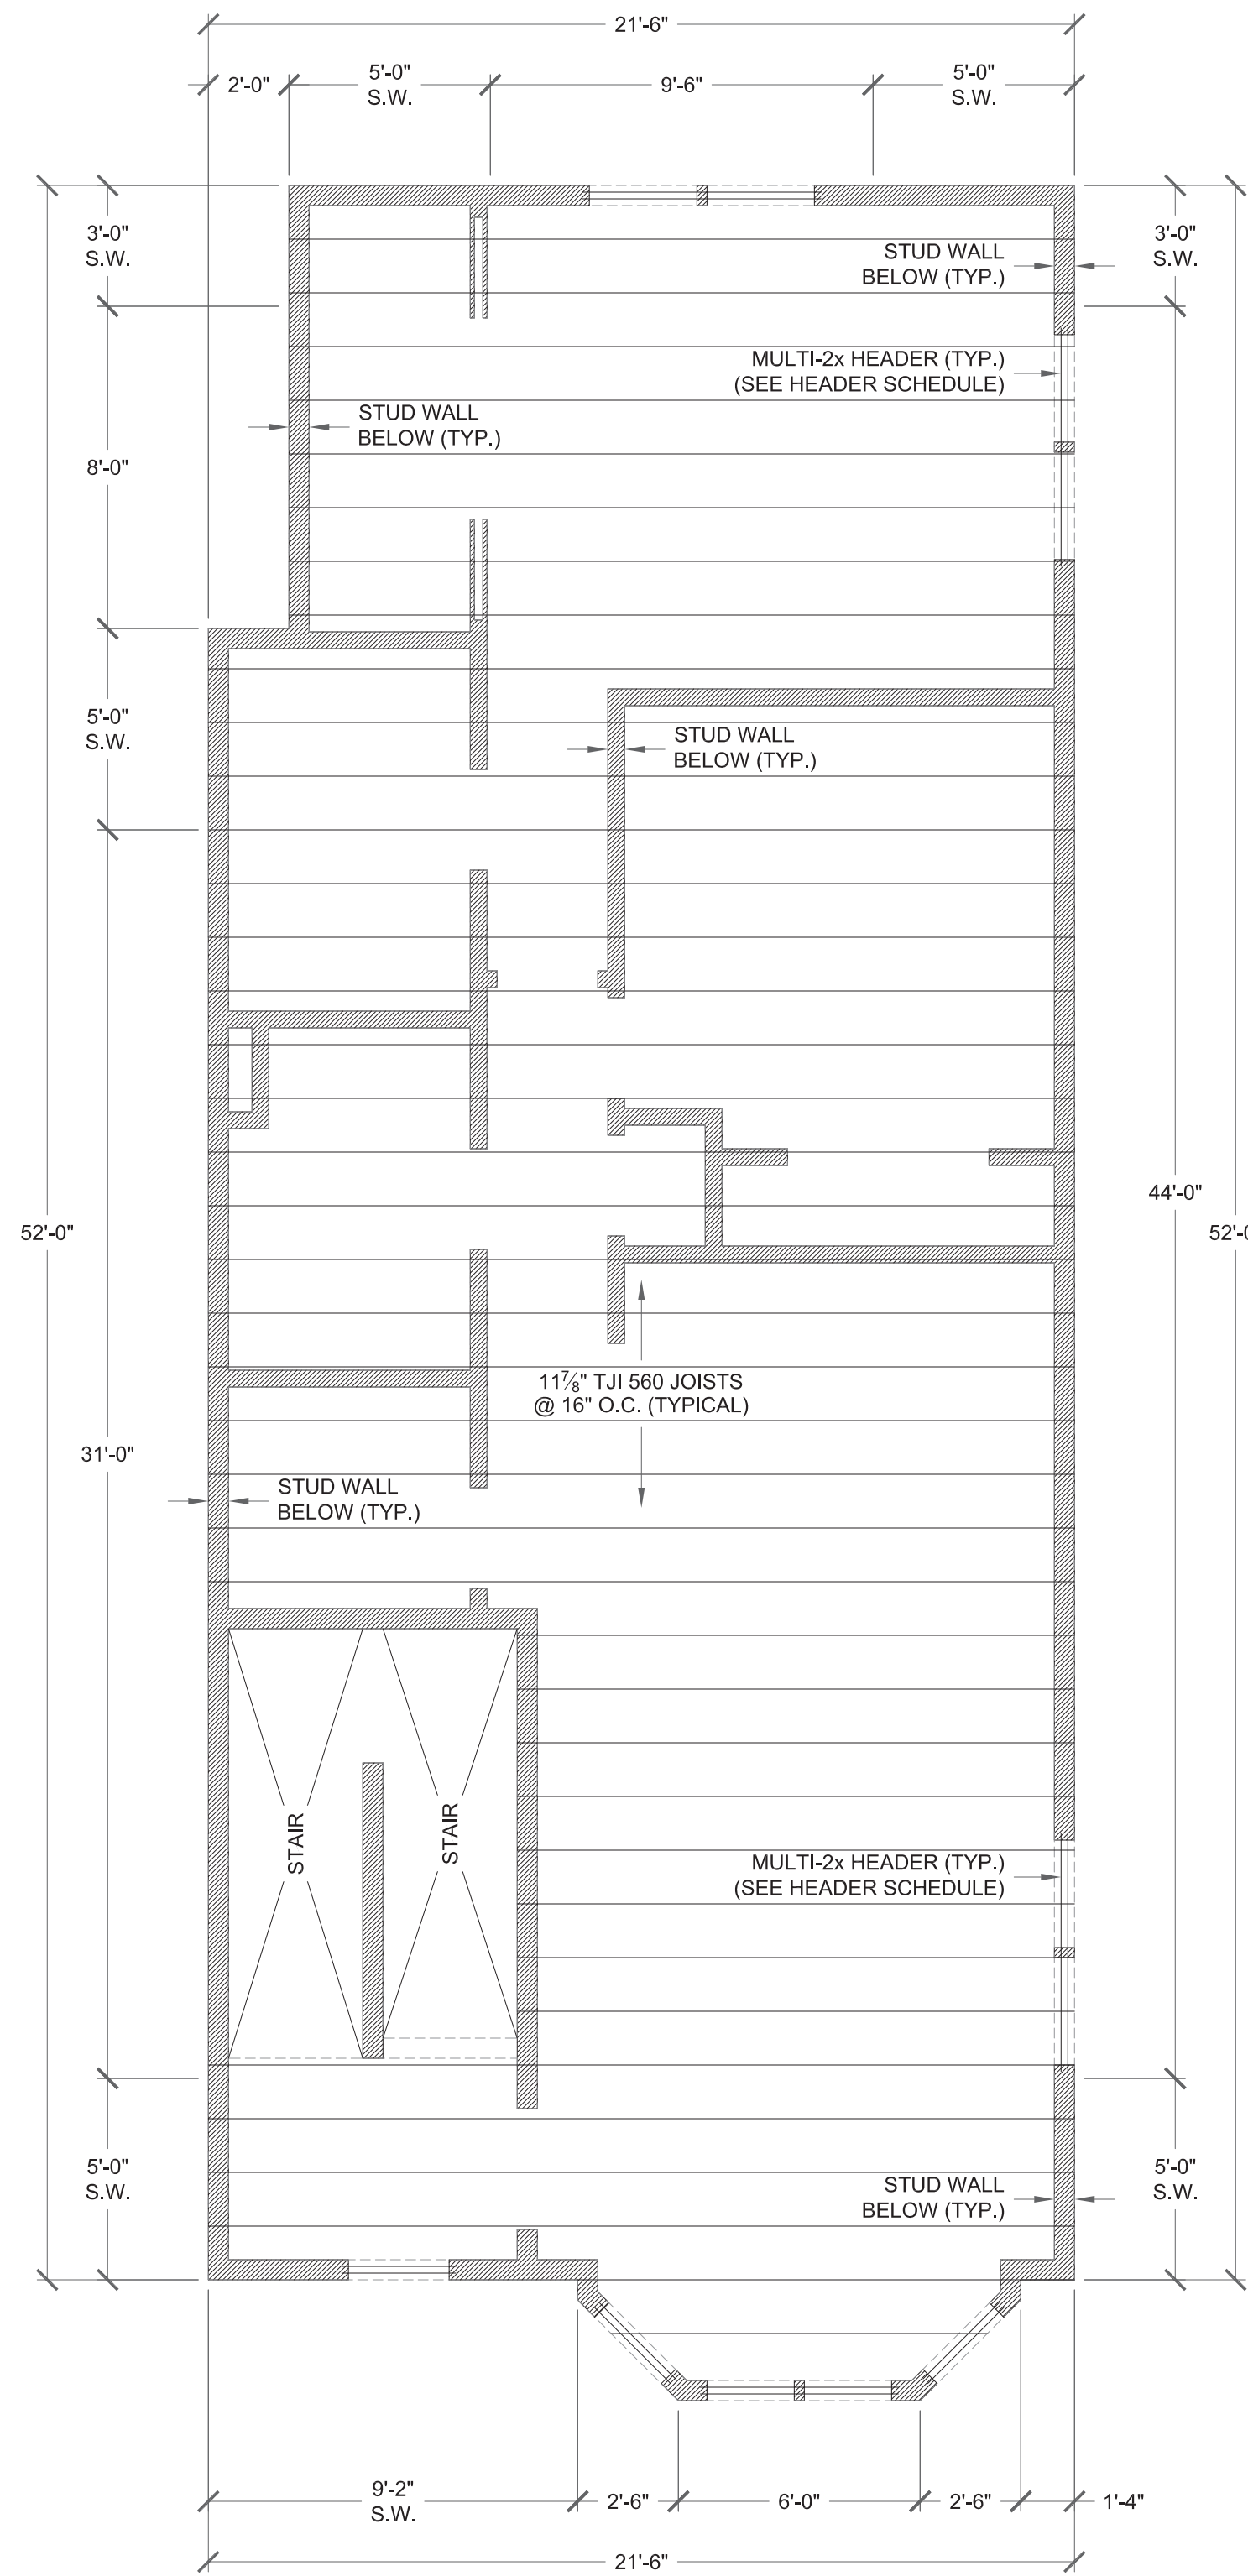 21'-6"
2'-0"
5'-0"
S.W.
9'-6"
5'-0"
S.W.
3'-0"
S.W.
3'-0"
S.W.
STUD WALL
BELOW (TYP.)
MULTI-2x HEADER (TYP.)
(SEE HEADER SCHEDULE)
STUD WALL
BELOW (TYP.)
8'-0"
5'-0"
S.W.
STUD WALL
BELOW (TYP.)
44'-0"
52'-0"
52'-0
11⅞" TJI 560 JOISTS
@ 16" O.C. (TYPICAL)
31'-0"
STUD WALL
BELOW (TYP.)
STAIR
STAIR
MULTI-2x HEADER (TYP.)
(SEE HEADER SCHEDULE)
5'-0"
S.W.
STUD WALL
BELOW (TYP.)
5'-0"
S.W.
9'-2"
S.W.
2'-6"
6'-0"
2'-6"
1'-4"
21'-6"